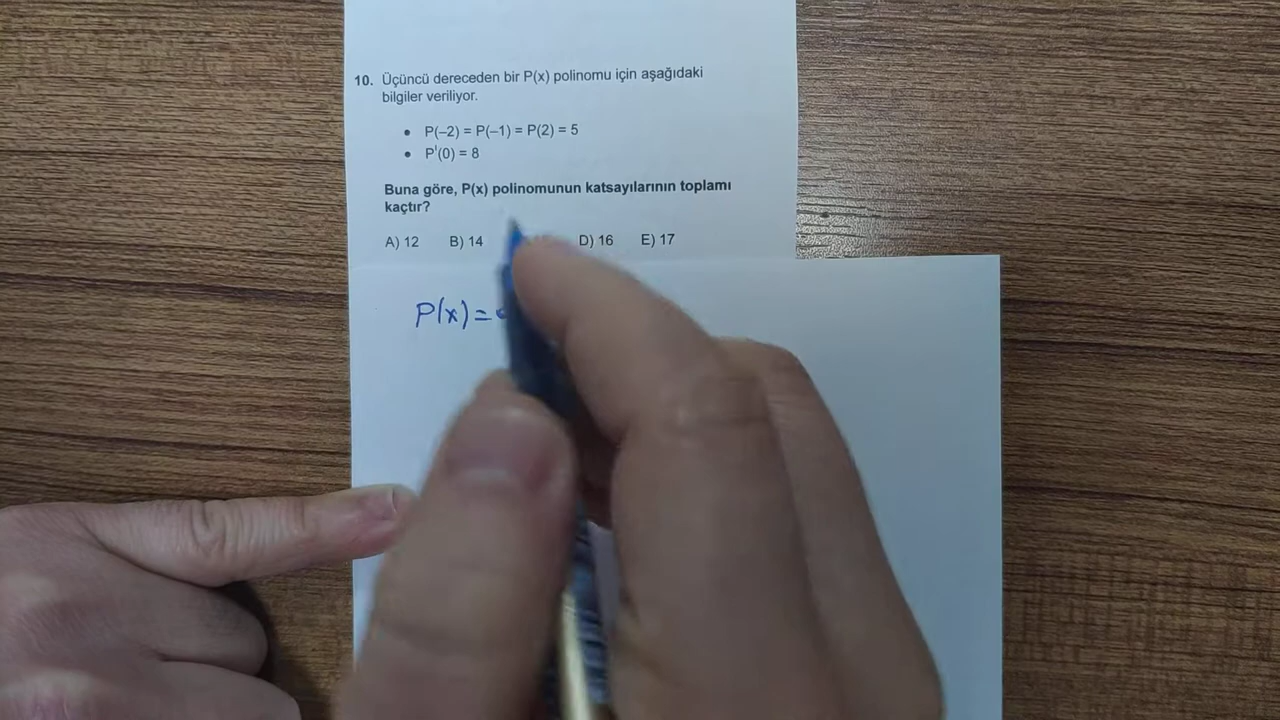 10. Üçüncü dereceden bir P(x) polinomu için aşağıdaki
bilgiler veriliyor.
• P(–2) = P(–1) = P(2) = 5
• P'(0) = 8
Buna göre, P(x) polinomunun katsayılarının toplamı
kaçtır?
A) 12 B) 14 D) 16 E) 17
P(x) =